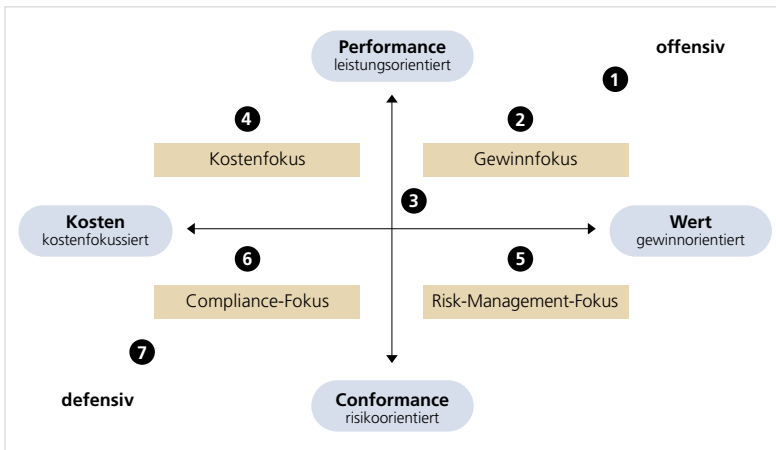 Performance
leistungsorientiert
offensiv
1
4
2
Kostenfokus
Gewinnfokus
3
Kosten
kostenfokussiert
Wert
gewinnorientiert
6
5
Compliance-Fokus
Risk-Management-Fokus
7
defensiv
Conformance
risikoorientiert